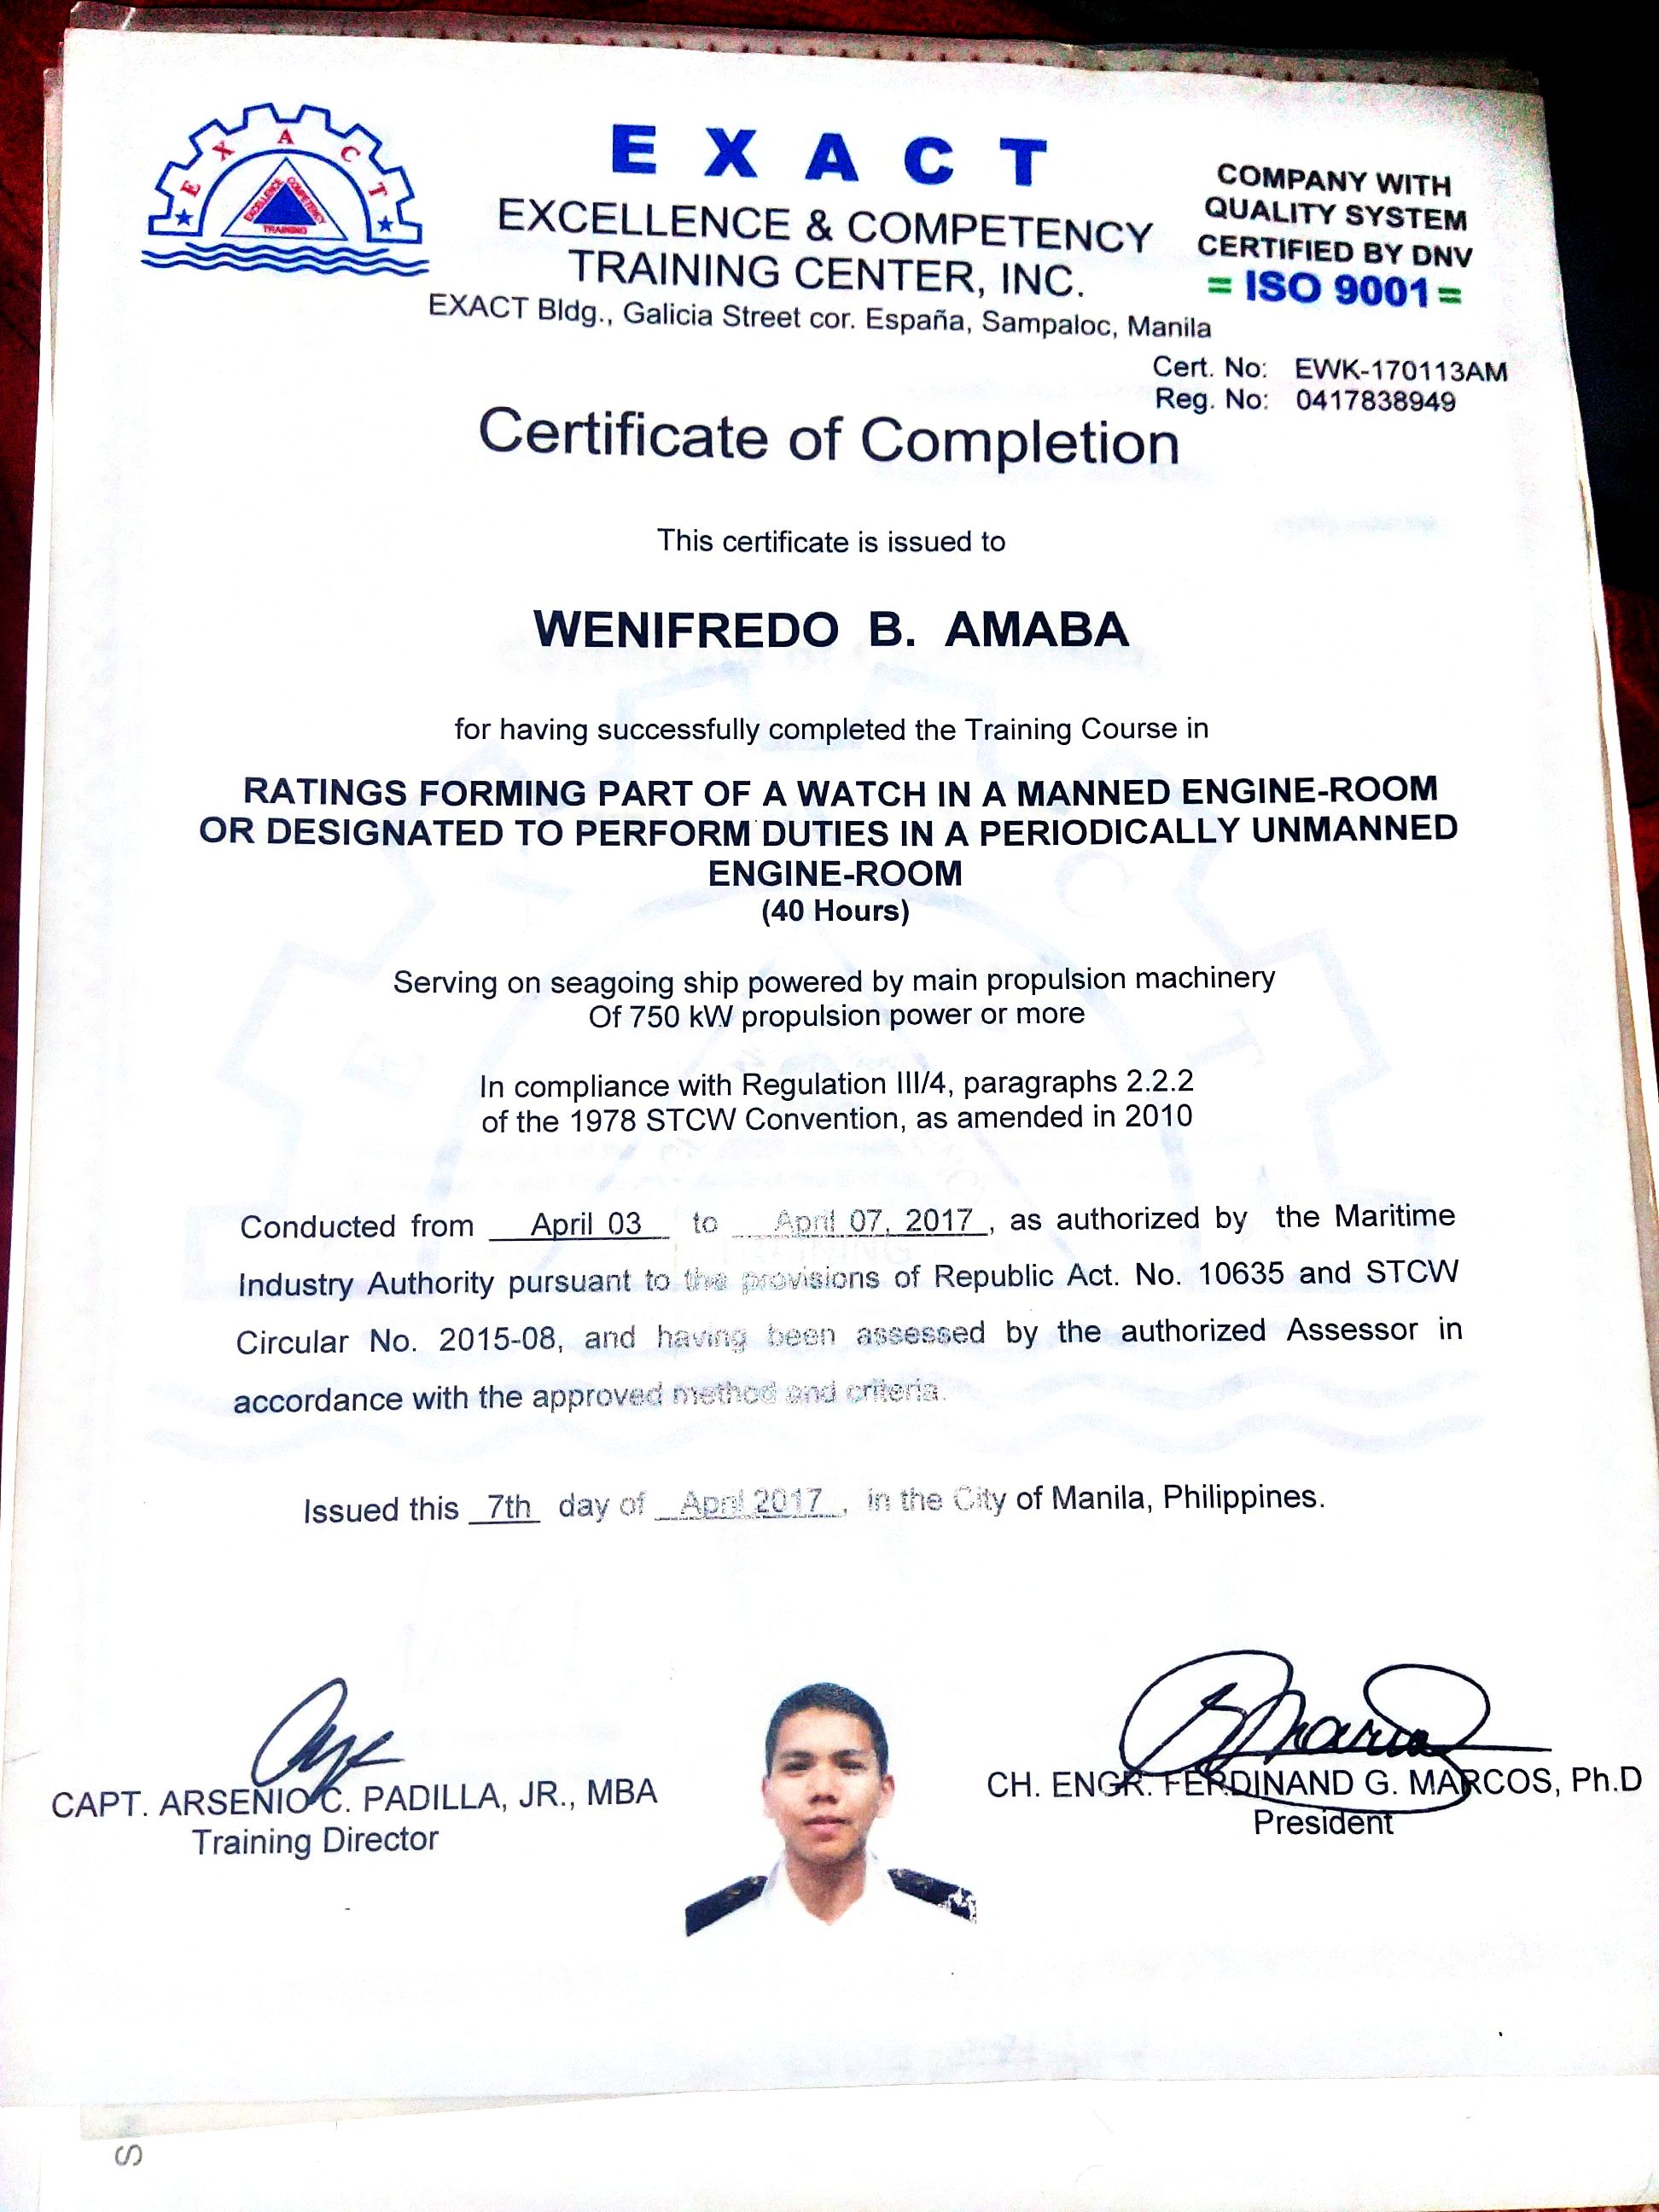 E X A C T
EXCELLENCE COMPETENCY
TRAINING
E X A C T
EXCELLENCE & COMPETENCY
TRAINING CENTER, INC.
EXACT Bldg., Galicia Street cor. España, Sampaloc, Manila
COMPANY WITH
QUALITY SYSTEM
CERTIFIED BY DNV
= ISO 9001 =
Cert. No: EWK-170113AM
Reg. No: 0417838949
Certificate of Completion
This certificate is issued to
WENIFREDO B. AMABA
for having successfully completed the Training Course in
RATINGS FORMING PART OF A WATCH IN A MANNED ENGINE-ROOM
OR DESIGNATED TO PERFORM DUTIES IN A PERIODICALLY UNMANNED
ENGINE-ROOM
(40 Hours)
Serving on seagoing ship powered by main propulsion machinery
Of 750 kW propulsion power or more
In compliance with Regulation III/4, paragraphs 2.2.2
of the 1978 STCW Convention, as amended in 2010
Conducted from April 03 to April 07, 2017, as authorized by the Maritime
Industry Authority pursuant to the provisions of Republic Act. No. 10635 and STCW
Circular No. 2015-08, and having been assessed by the authorized Assessor in
accordance with the approved method and criteria.
Issued this 7th day of April 2017, in the City of Manila, Philippines.
CAPT. ARSENIO C. PADILLA, JR., MBA
Training Director
CH. ENGR. FERDINAND G. MARCOS, Ph.D
President
S